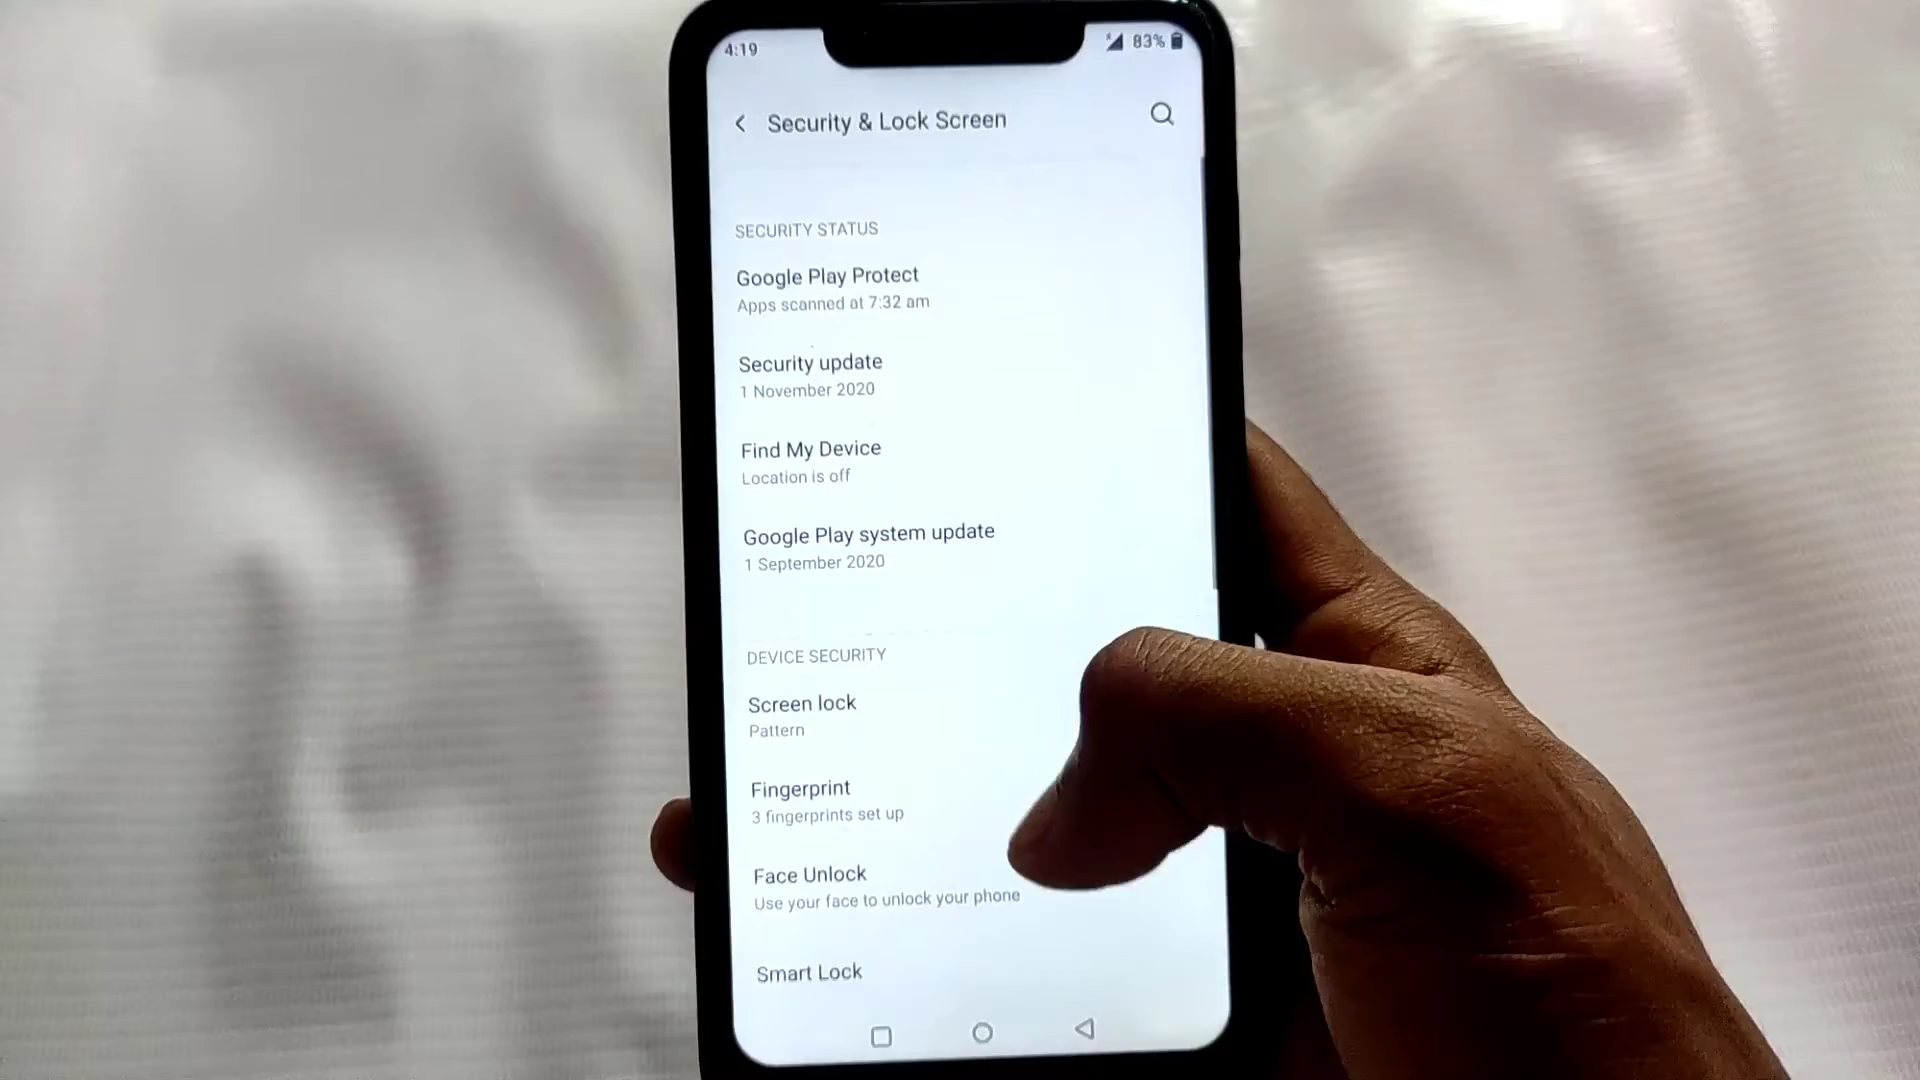 4:19
83%
Security & Lock Screen
SECURITY STATUS
Google Play Protect
Apps scanned at 7:32 am
Security update
1 November 2020
Find My Device
Location is off
Google Play system update
1 September 2020
DEVICE SECURITY
Screen lock
Pattern
Fingerprint
3 fingerprints set up
Face Unlock
Use your face to unlock your phone
Smart Lock